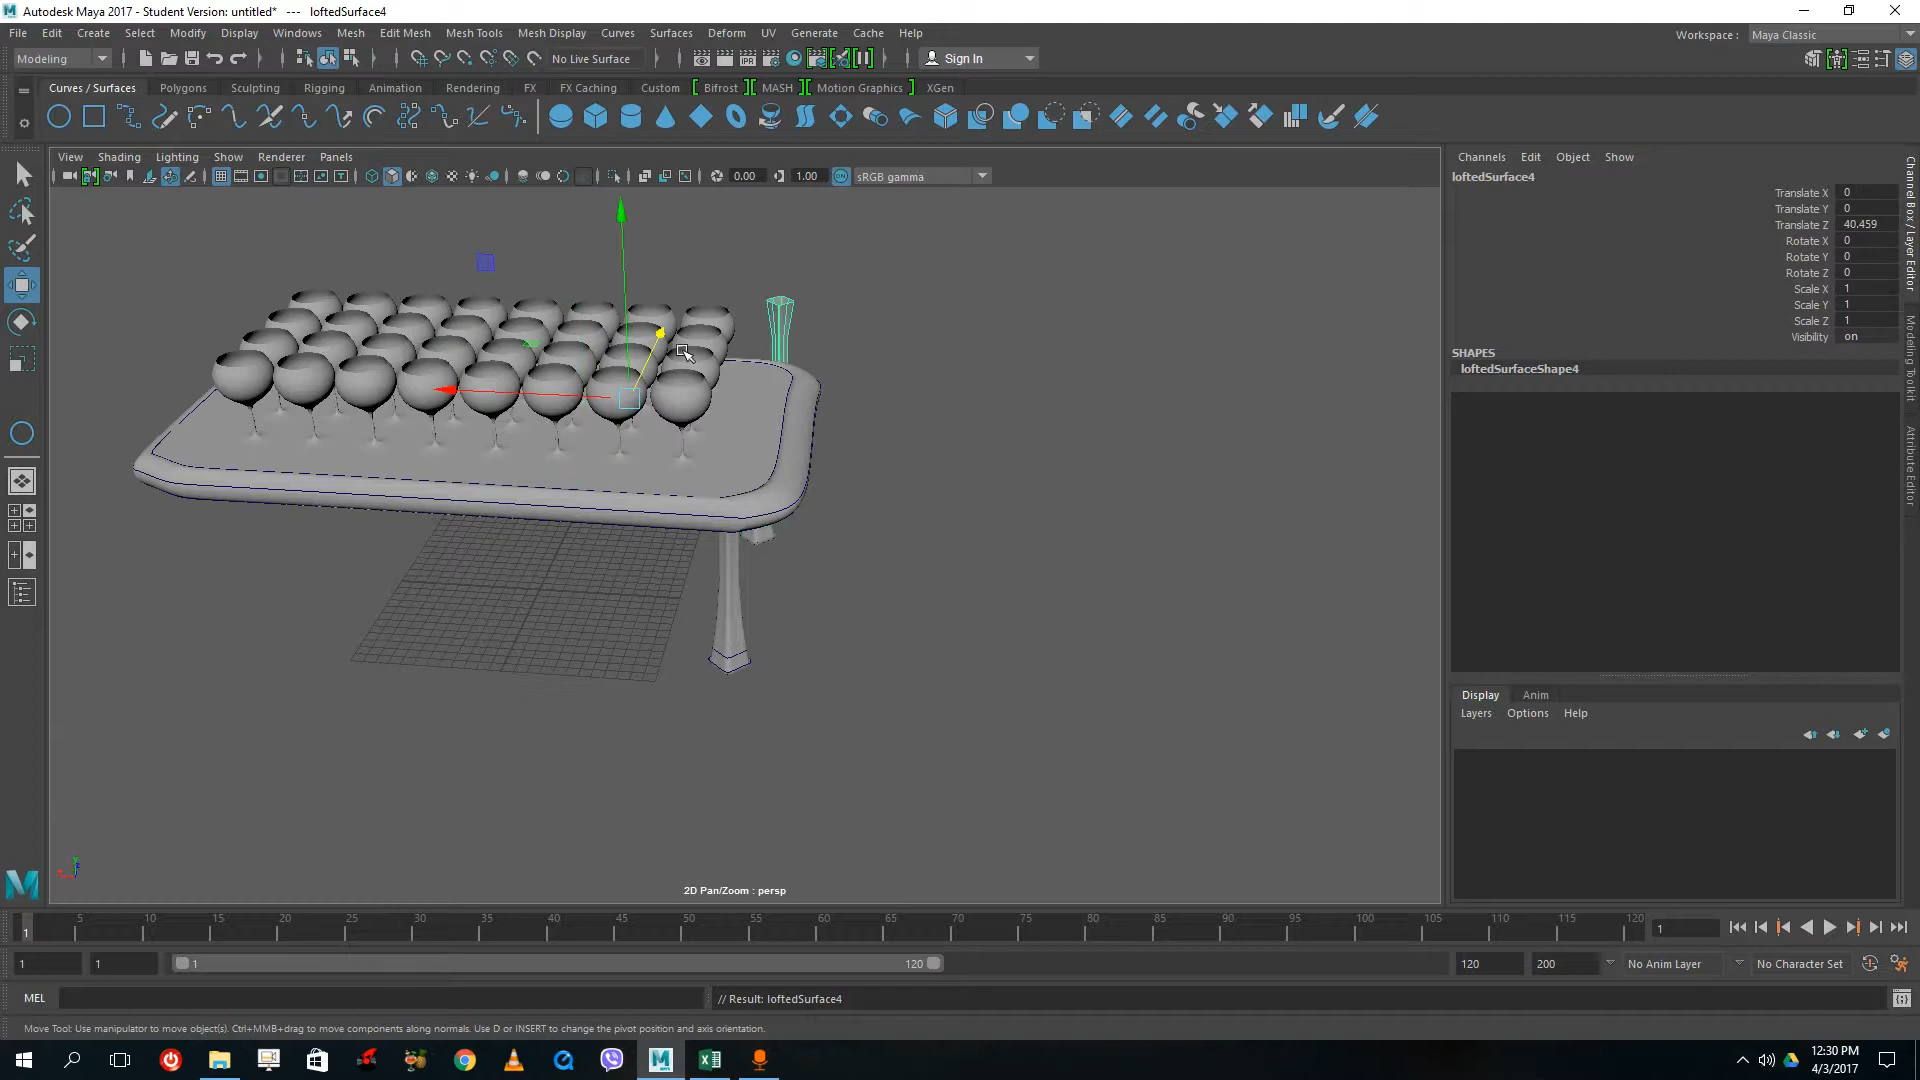 Autodesk Maya 2017 - Student Version: untitled* --- loftedSurface4
File Edit Create Select Modify Display Windows Mesh Edit Mesh Mesh Tools Mesh Display Curves Surfaces Deform UV Generate Cache Help
Workspace : Maya Classic
Modeling No Live Surface Sign In
Curves / Surfaces Polygons Sculpting Rigging Animation Rendering FX FX Caching Custom Bifrost MASH Motion Graphics XGen
View Shading Lighting Show Renderer Panels
0.00 1.00 sRGB gamma
Channels Edit Object Show
loftedSurface4
Translate X 0
Translate Y 0
Translate Z 40.459
Rotate X 0
Rotate Y 0
Rotate Z 0
Scale X 1
Scale Y 1
Scale Z 1
Visibility on
SHAPES
loftedSurfaceShape4
Display Anim
Layers Options Help
Channel Box / Layer Editor
Modeling Toolkit
Attribute Editor
2D Pan/Zoom : persp
5 10 15 20 25 30 35 40 45 50 55 60 65 70 75 80 85 90 95 100 105 110 115 120
1 1
1 1 1 120 120 200 No Anim Layer No Character Set
MEL // Result: loftedSurface4
Move Tool: Use manipulator to move object(s). Ctrl+MMB+drag to move components along normals. Use D or INSERT to change the pivot position and axis orientation.
12:30 PM
4/3/2017